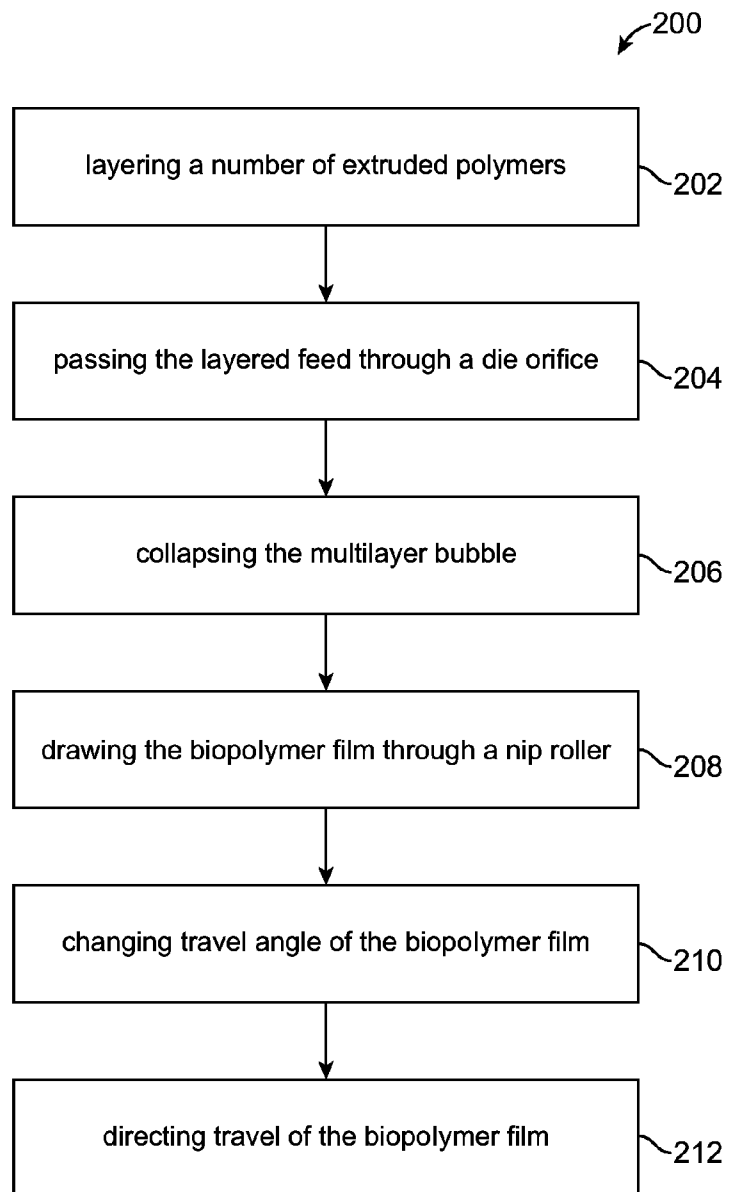 200
layering a number of extruded polymers
202
passing the layered feed through a die orifice
204
collapsing the multilayer bubble
206
drawing the biopolymer film through a nip roller
208
changing travel angle of the biopolymer film
210
directing travel of the biopolymer film
212